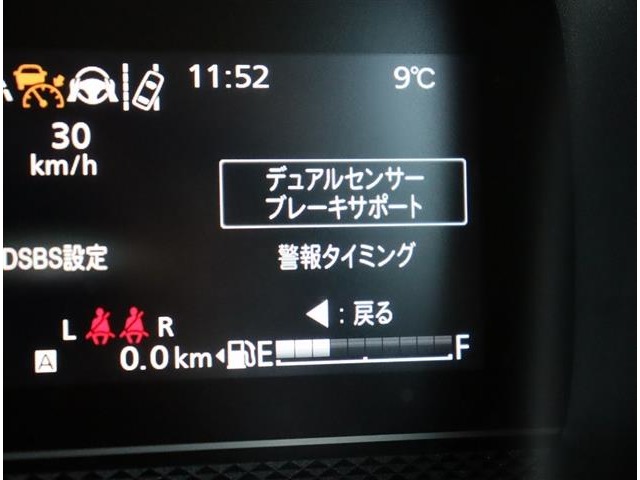 11:52 9℃
30
km/h
デュアルセンサー
ブレーキサポート
DSBS設定
警報タイミング
◀:戻る
L R
A 0.0km
E F